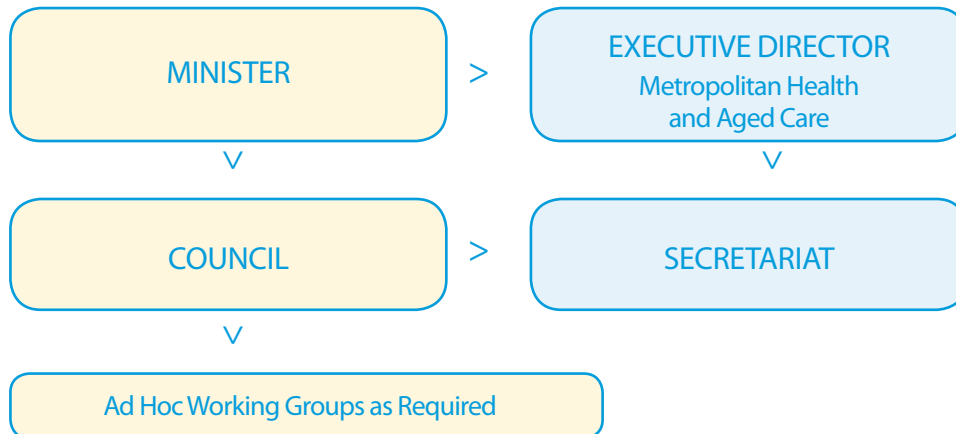 MINISTER
>
EXECUTIVE DIRECTOR
Metropolitan Health
and Aged Care
>
>
COUNCIL
>
SECRETARIAT
>
Ad Hoc Working Groups as Required